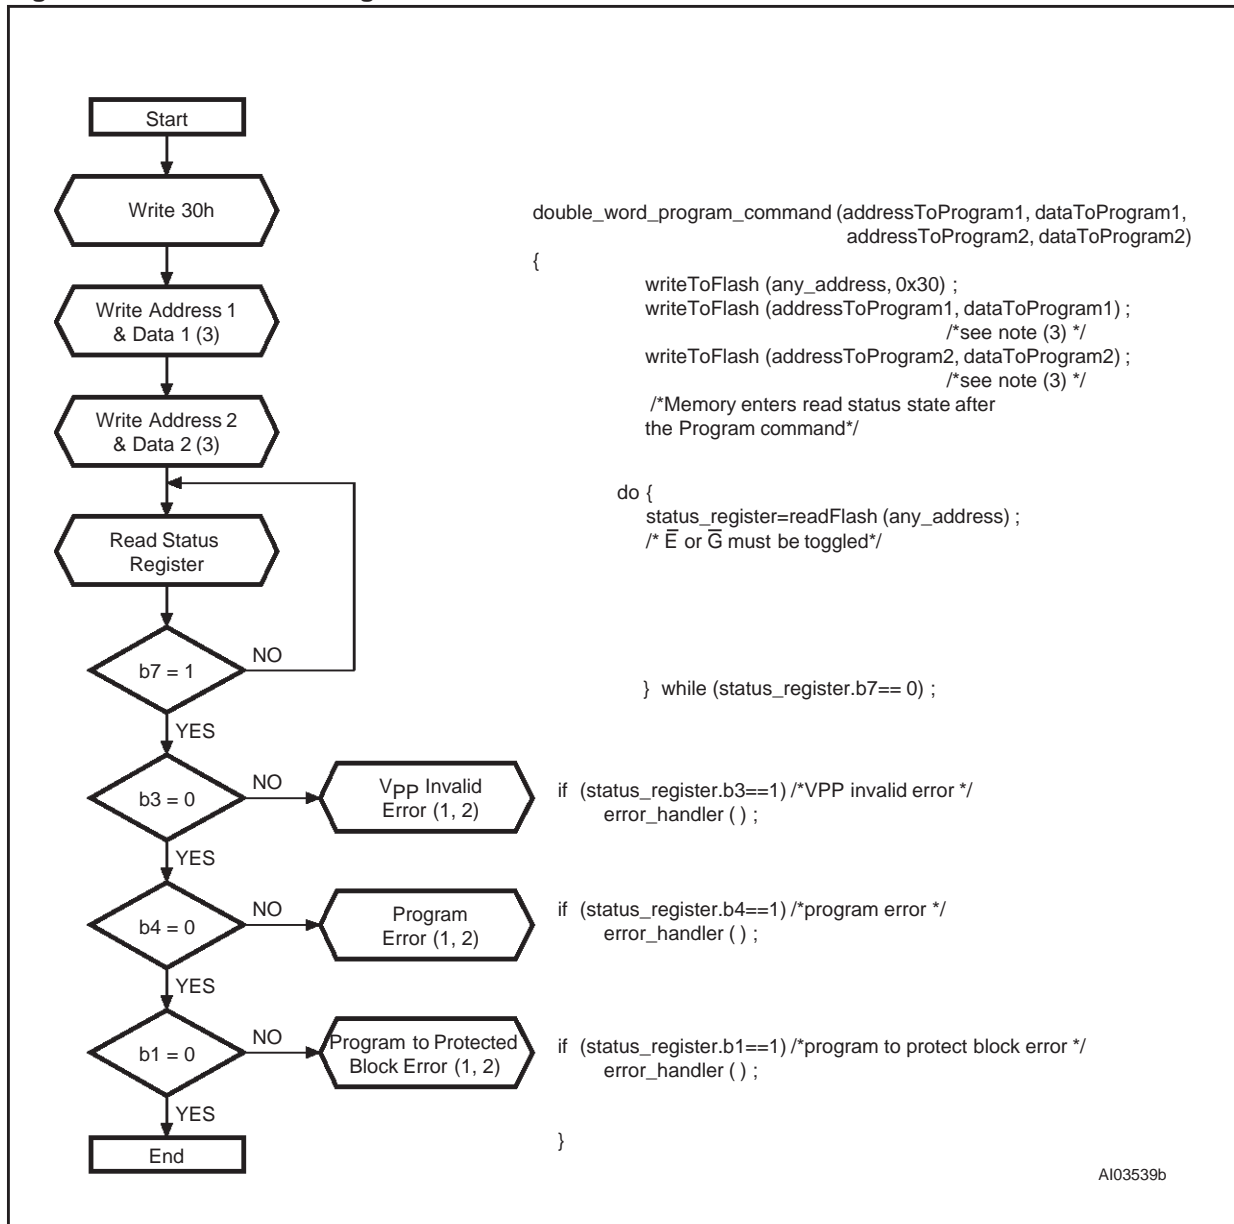 Start
Write 30h
Write Address 1
& Data 1 (3)
Write Address 2
& Data 2 (3)
Read Status
Register
b7 = 1
NO
YES
b3 = 0
NO
VPP Invalid
Error (1, 2)
YES
b4 = 0
NO
Program
Error (1, 2)
YES
b1 = 0
NO
Program to Protected
Block Error (1, 2)
YES
End
double_word_program_command (addressToProgram1, dataToProgram1,
addressToProgram2, dataToProgram2)
{
writeToFlash (any_address, 0x30) ;
writeToFlash (addressToProgram1, dataToProgram1) ;
/*see note (3) */
writeToFlash (addressToProgram2, dataToProgram2) ;
/*see note (3) */
/*Memory enters read status state after
the Program command*/
do {
status_register=readFlash (any_address) ;
/* E̅ or G̅ must be toggled*/
} while (status_register.b7== 0) ;
if (status_register.b3==1) /*VPP invalid error */
error_handler ( ) ;
if (status_register.b4==1) /*program error */
error_handler ( ) ;
if (status_register.b1==1) /*program to protect block error */
error_handler ( ) ;
}
AI03539b